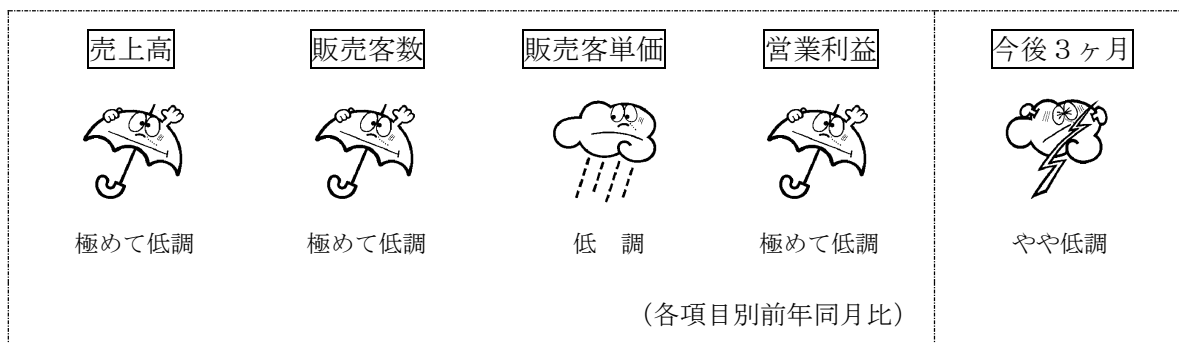 売上高 販売客数 販売客単価 営業利益 今後３ヶ月
極めて低調 極めて低調 低　調 極めて低調 やや低調
（各項目別前年同月比）